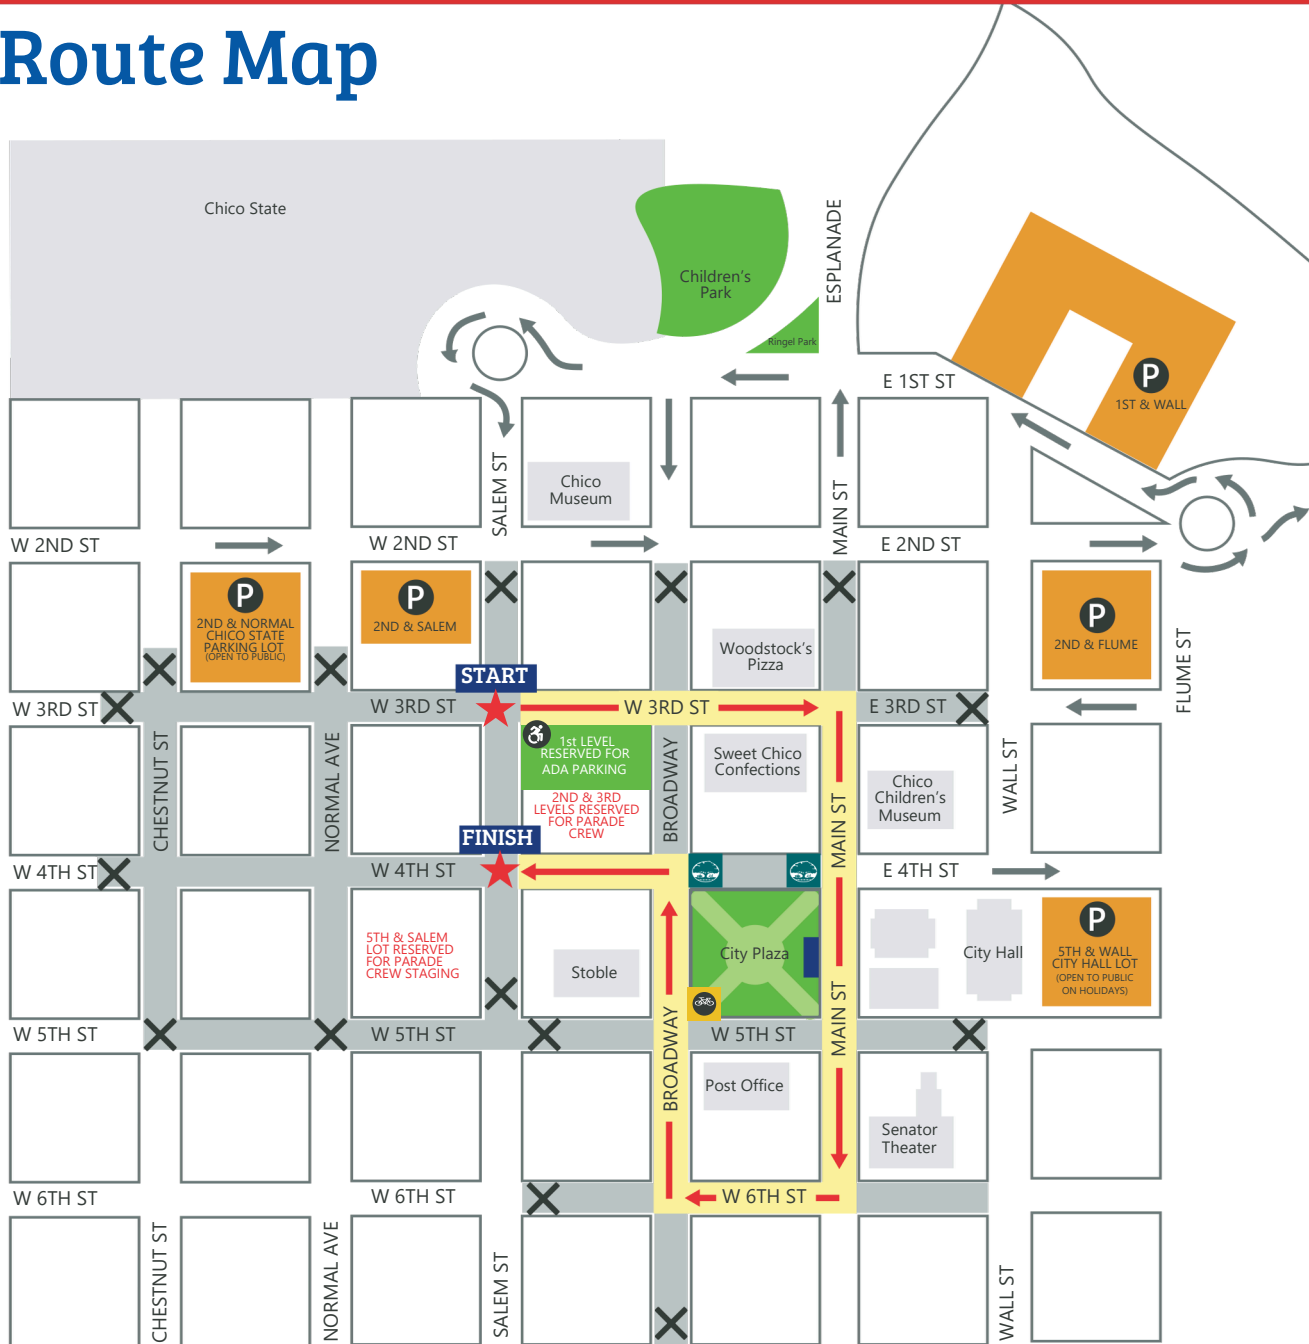 Route Map
Chico State
Children's
Park
ESPLANADE
Ringel Park
E 1ST ST
P
1ST & WALL
SALEM ST
Chico
Museum
MAIN ST
W 2ND ST
W 2ND ST
E 2ND ST
P
2ND & NORMAL
CHICO STATE
PARKING LOT
(OPEN TO PUBLIC)
P
2ND & SALEM
Woodstock's
Pizza
P
2ND & FLUME
FLUME ST
START
W 3RD ST
W 3RD ST
W 3RD ST
E 3RD ST
CHESTNUT ST
NORMAL AVE
1st LEVEL
RESERVED FOR
ADA PARKING
2ND & 3RD
LEVELS RESERVED
FOR PARADE
CREW
BROADWAY
Sweet Chico
Confections
MAIN ST
Chico
Children's
Museum
WALL ST
FINISH
W 4TH ST
W 4TH ST
E 4TH ST
5TH & SALEM
LOT RESERVED
FOR PARADE
CREW STAGING
Stoble
City Plaza
City Hall
P
5TH & WALL
CITY HALL LOT
(OPEN TO PUBLIC
ON HOLIDAYS)
W 5TH ST
W 5TH ST
W 5TH ST
MAIN ST
BROADWAY
Post Office
Senator
Theater
W 6TH ST
W 6TH ST
W 6TH ST
CHESTNUT ST
NORMAL AVE
SALEM ST
WALL ST